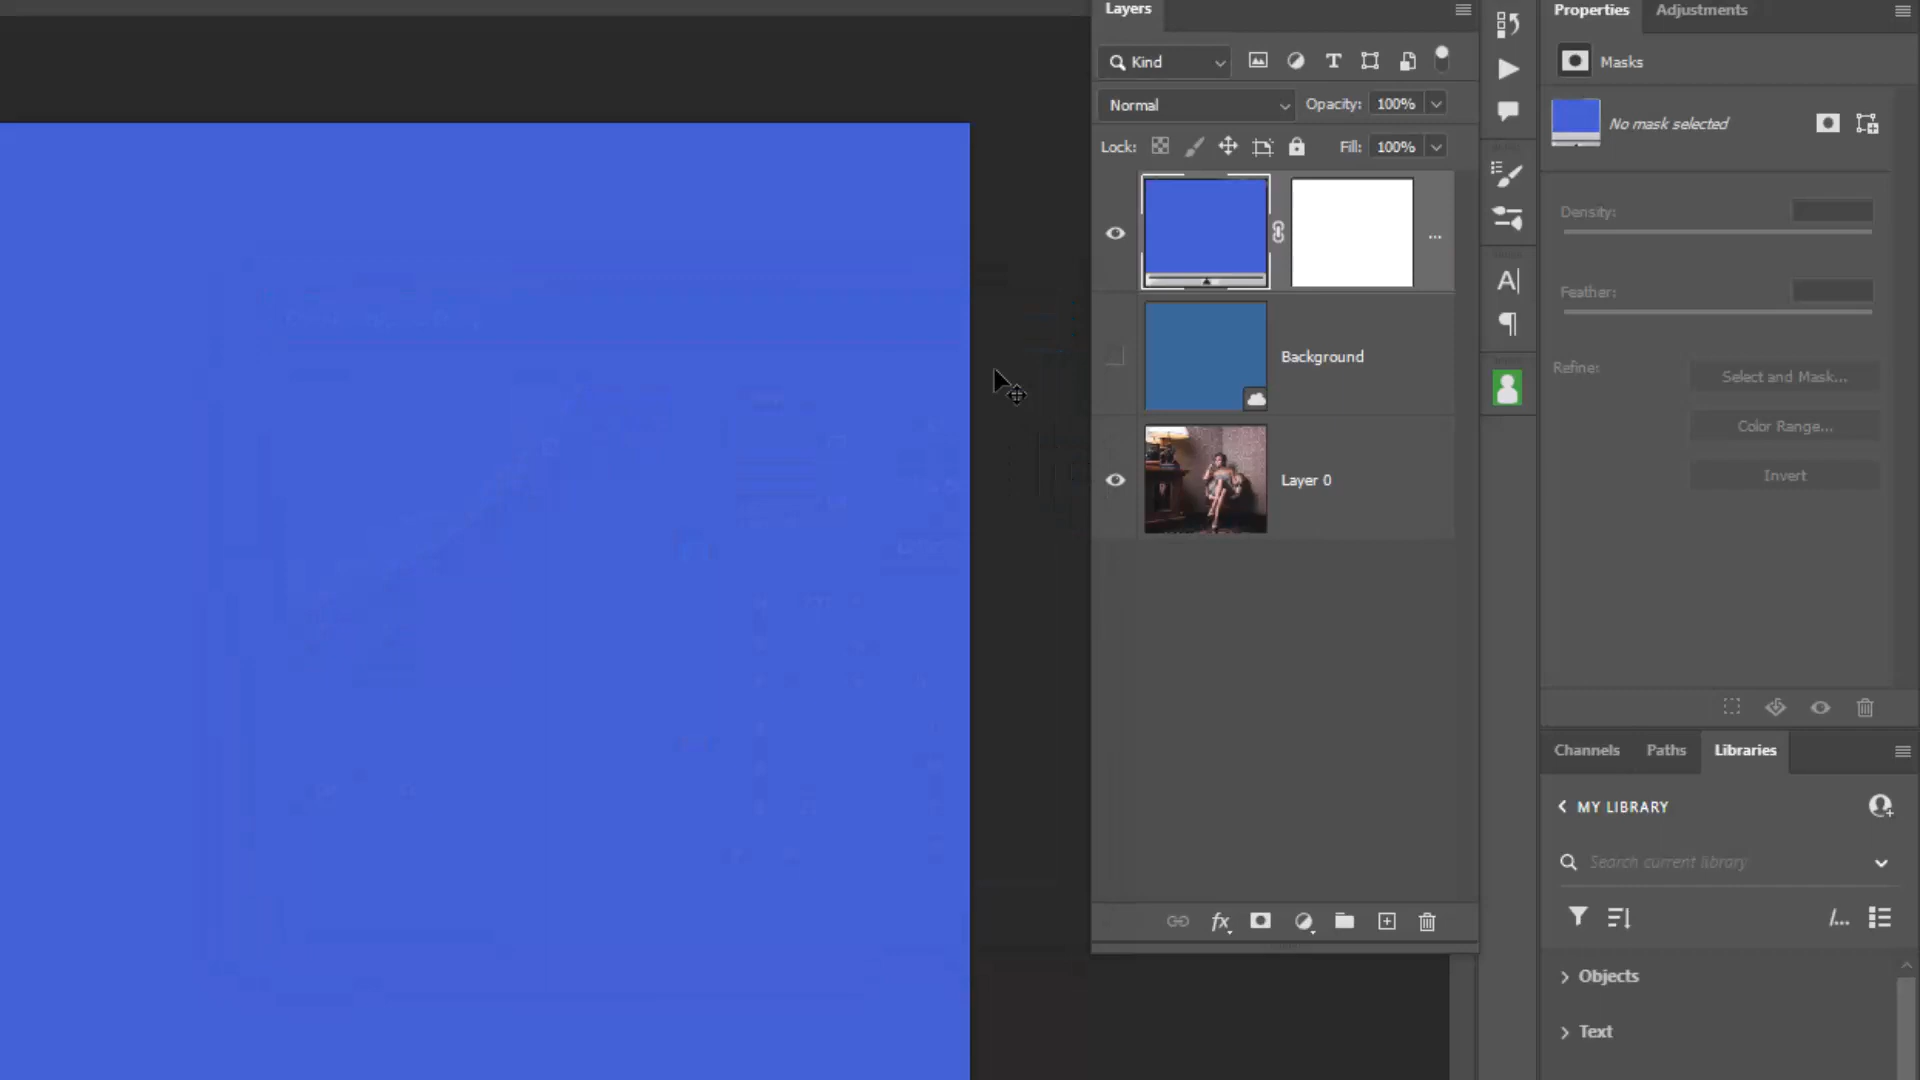 Layers
Properties
Adjustments
Kind
T
Masks
Normal
Opacity:
100%
No mask selected
Lock:
Fill:
100%
Density:
...
A|
Feather:
¶
Background
Refine:
Select and Mask...
Color Range...
Layer 0
Invert
Channels
Paths
Libraries
MY LIBRARY
Search current library
fx
/...
Objects
Text